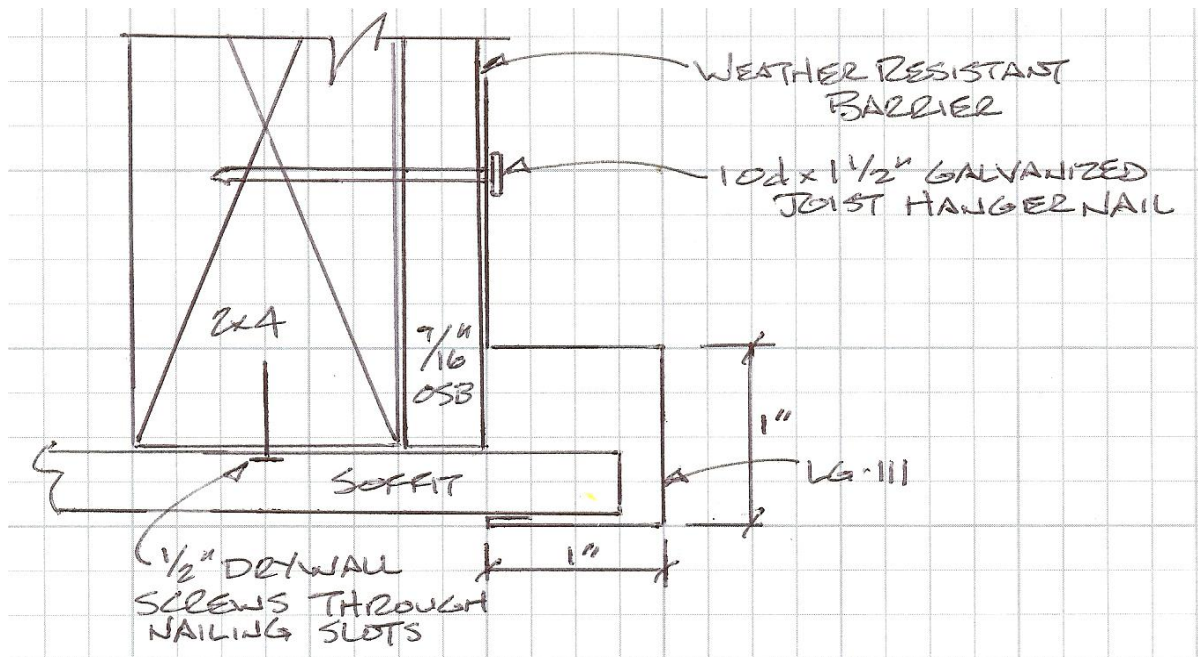 WEATHER RESISTANT
BARRIER
10d x 1 1/2" GALVANIZED
JOIST HANGER NAIL
2x4
7/16"
OSB
1"
SOFFIT
LG-111
1"
1/2" DRYWALL
SCREWS THROUGH
NAILING SLOTS